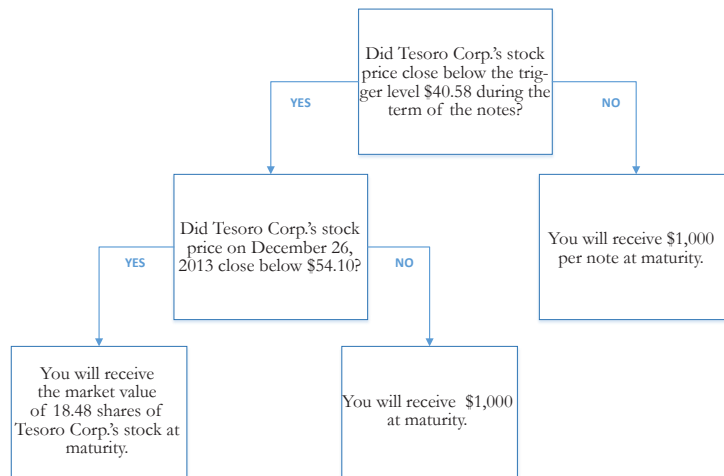 Did Tesoro Corp.'s stock
price close below the trig-
ger level $40.58 during the
term of the notes?
YES
NO
Did Tesoro Corp.'s stock
price on December 26,
2013 close below $54.10?
You will receive $1,000
per note at maturity.
YES
NO
You will receive
the market value
of 18.48 shares of
Tesoro Corp.'s stock at
maturity.
You will receive $1,000
at maturity.